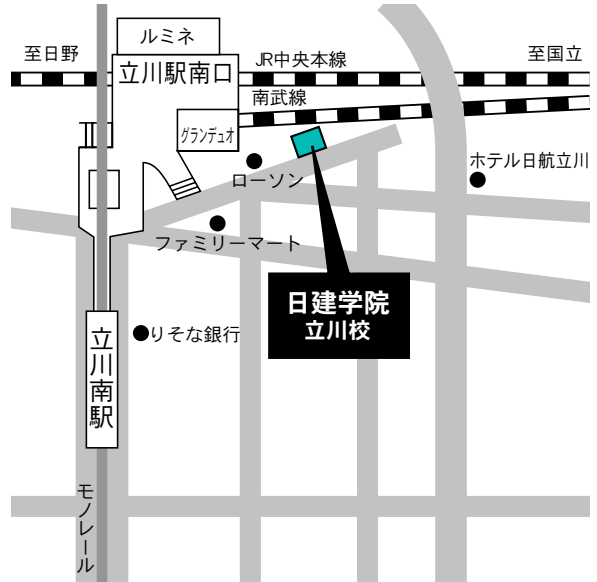 ルミネ
至日野
立川駅南口
JR中央本線
至国立
南武線
グランデュオ
ローソン
ホテル日航立川
ファミリーマート
日建学院
立川校
りそな銀行
立川南駅
モノレール